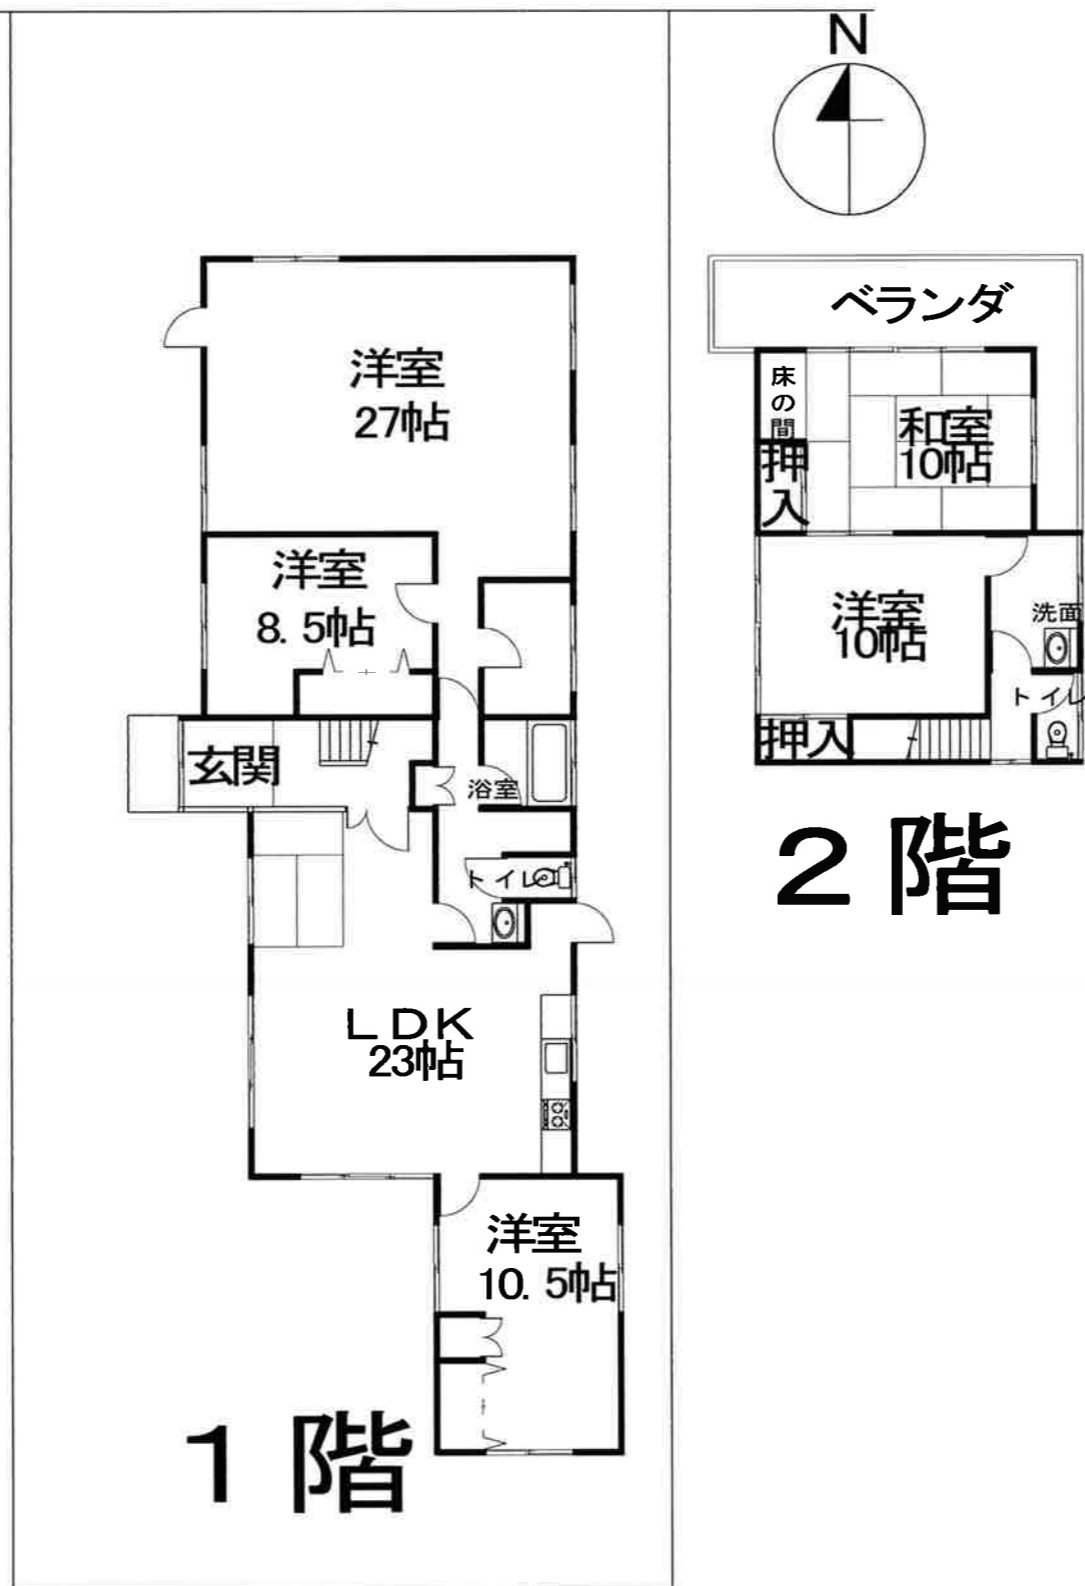 N
洋室
27帖
洋室
8.5帖
玄関
浴室
トイレ
LDK
23帖
洋室
10.5帖
1階
ベランダ
床の間
和室
10帖
押入
洋室
10帖
洗面
トイレ
押入
2階